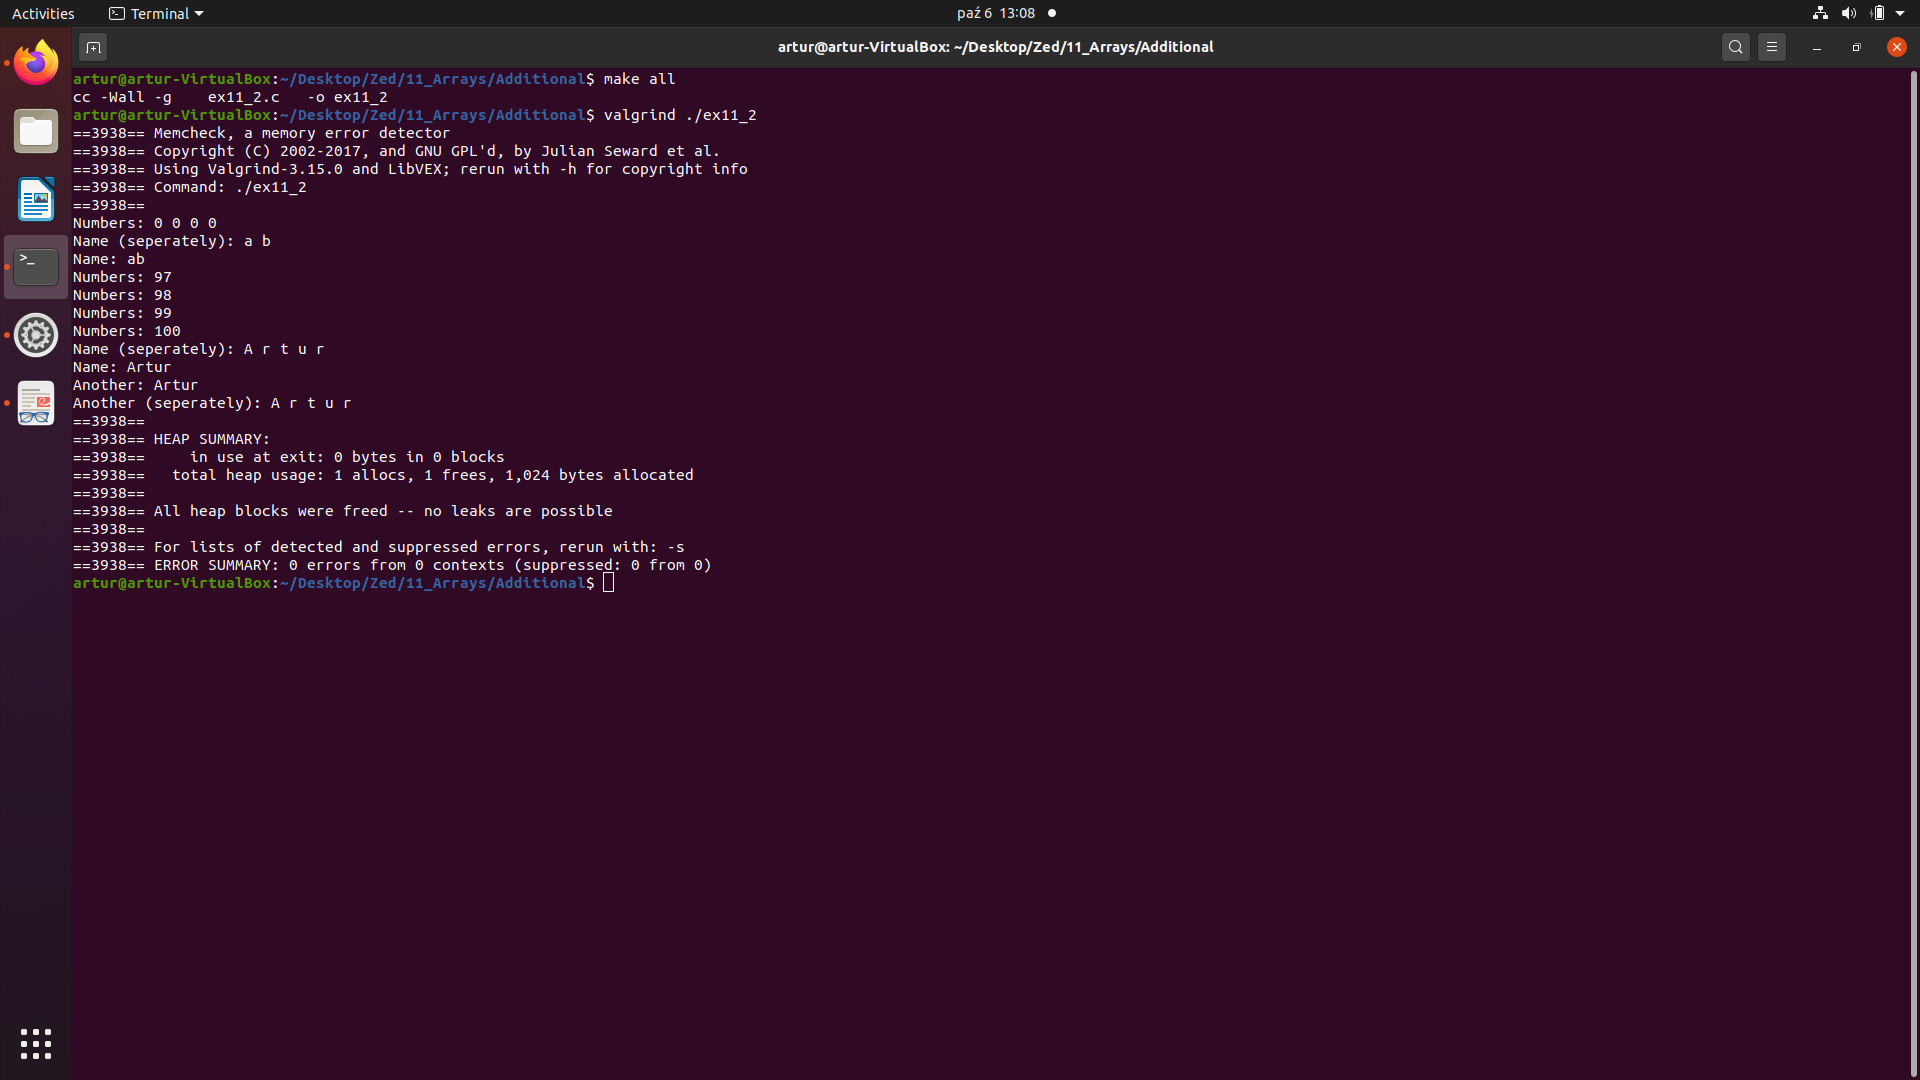 Activities
Terminal
paź 6 13:08
artur@artur-VirtualBox: ~/Desktop/Zed/11_Arrays/Additional
artur@artur-VirtualBox:~/Desktop/Zed/11_Arrays/Additional$ make all
cc -Wall -g    ex11_2.c   -o ex11_2
artur@artur-VirtualBox:~/Desktop/Zed/11_Arrays/Additional$ valgrind ./ex11_2
==3938== Memcheck, a memory error detector
==3938== Copyright (C) 2002-2017, and GNU GPL'd, by Julian Seward et al.
==3938== Using Valgrind-3.15.0 and LibVEX; rerun with -h for copyright info
==3938== Command: ./ex11_2
==3938==
Numbers: 0 0 0 0
Name (seperately): a b
Name: ab
Numbers: 97
Numbers: 98
Numbers: 99
Numbers: 100
Name (seperately): A r t u r
Name: Artur
Another: Artur
Another (seperately): A r t u r
==3938==
==3938== HEAP SUMMARY:
==3938==     in use at exit: 0 bytes in 0 blocks
==3938==   total heap usage: 1 allocs, 1 frees, 1,024 bytes allocated
==3938==
==3938== All heap blocks were freed -- no leaks are possible
==3938==
==3938== For lists of detected and suppressed errors, rerun with: -s
==3938== ERROR SUMMARY: 0 errors from 0 contexts (suppressed: 0 from 0)
artur@artur-VirtualBox:~/Desktop/Zed/11_Arrays/Additional$